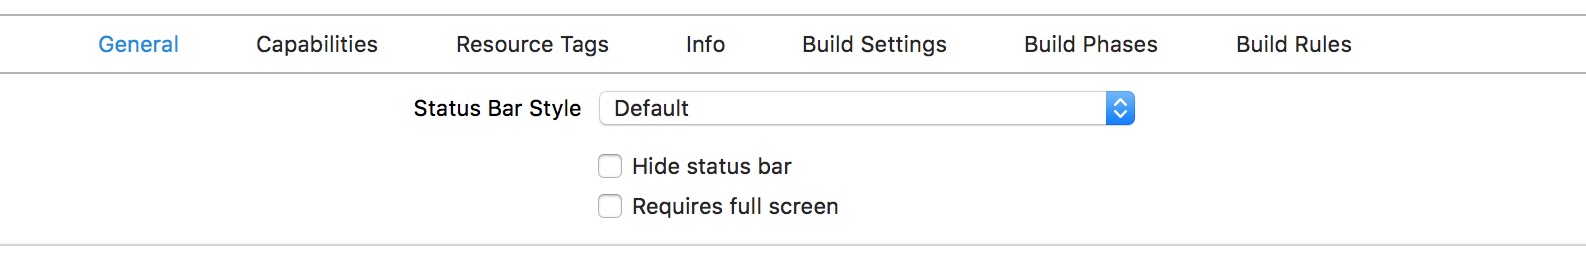 General Capabilities Resource Tags Info Build Settings Build Phases Build Rules
Status Bar Style Default
Hide status bar
Requires full screen